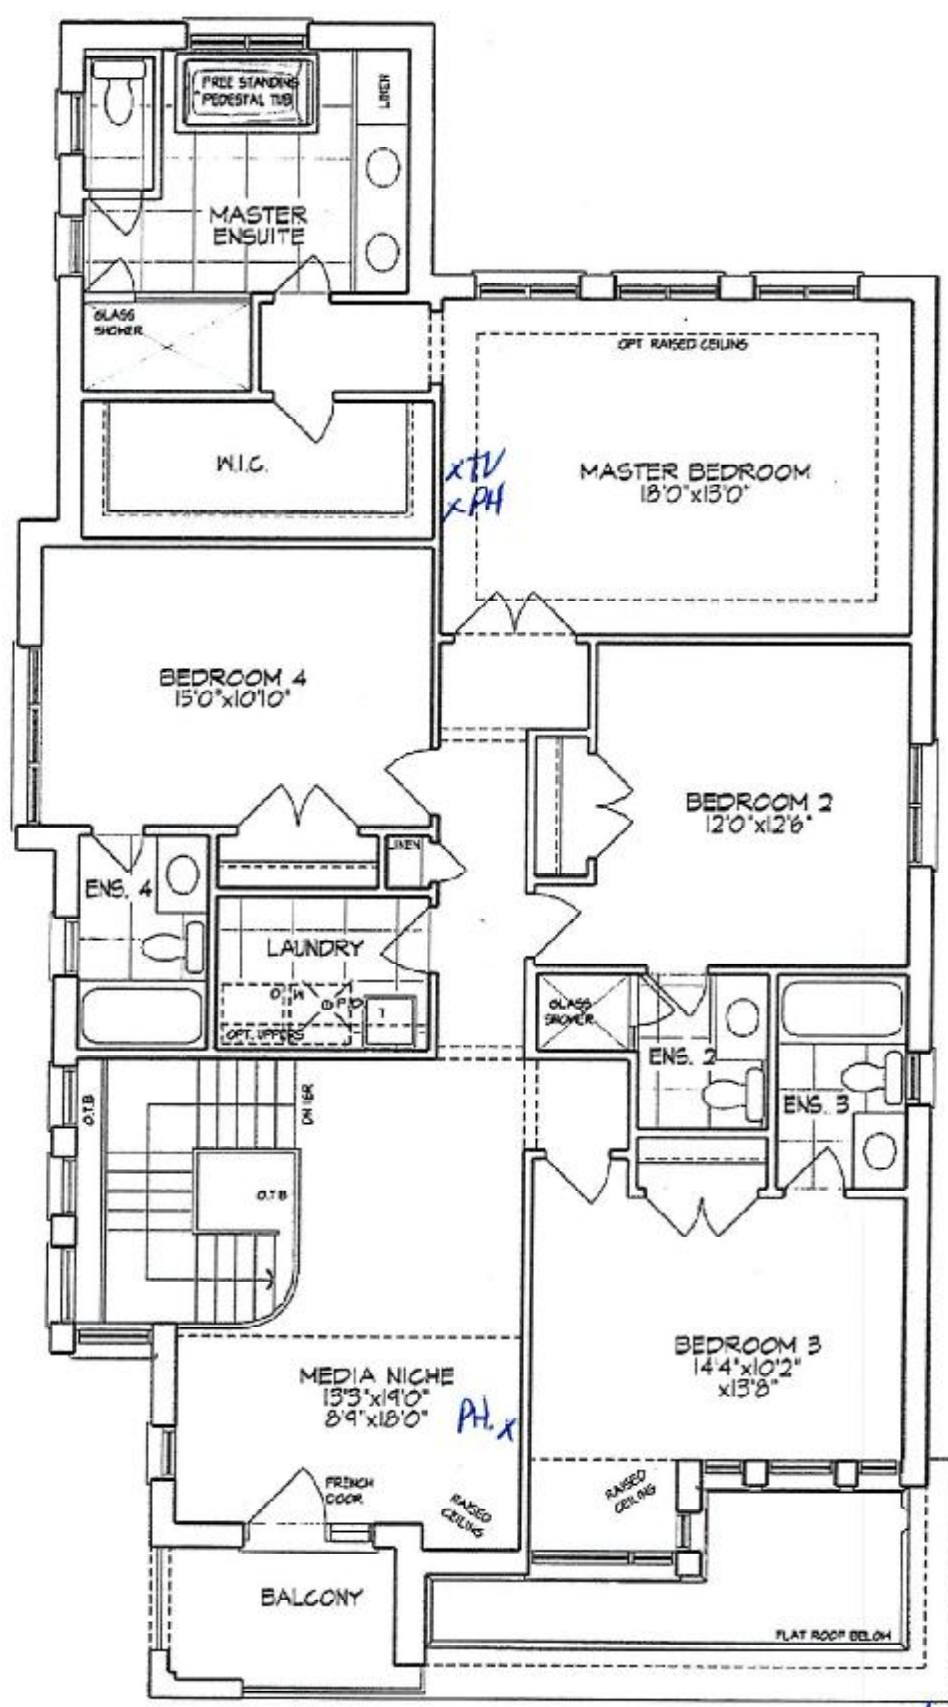 FREE STANDING
PEDESTAL TUB
LINEN
MASTER
ENSUITE
GLASS
SHOWER
OPT RAISED CEILING
W.I.C.
x TV
x PH
MASTER BEDROOM
18'0"x13'0"
BEDROOM 4
15'0"x10'10"
BEDROOM 2
12'0"x12'6"
LINEN
ENS. 4
LAUNDRY
D W
F.D
T
OPT. UPPERS
GLASS
SHOWER
ENS. 2
ENS. 3
O.T.B
O.T.B
BEDROOM 3
14'4"x10'2"
x13'8"
MEDIA NICHE
13'3"x19'0"
8'9"x18'0"
PH. x
FRENCH
DOOR
RAISED
CEILING
RAISED
CEILING
BALCONY
FLAT ROOF BELOW